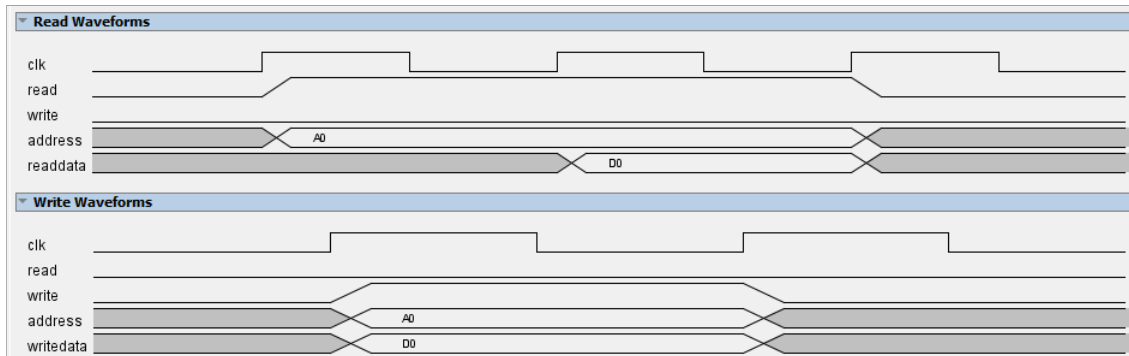 Read Waveforms
clk
read
write
address A0
readdata D0
Write Waveforms
clk
read
write
address A0
writedata D0